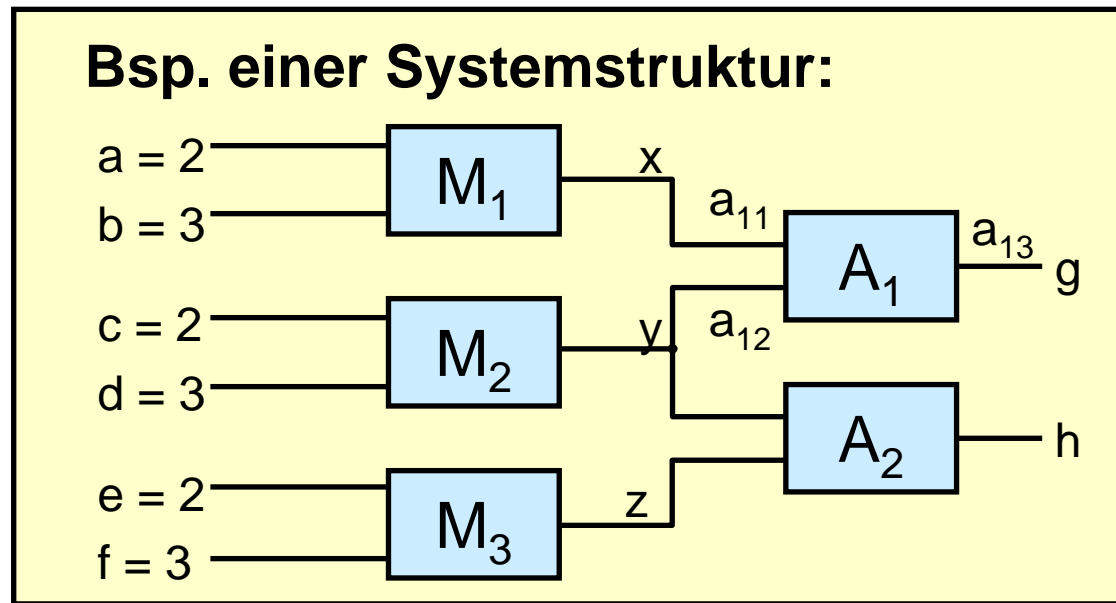 Bsp. einer Systemstruktur:
a = 2
b = 3
M₁
x
a₁₁
A₁
a₁₃
g
c = 2
d = 3
M₂
y
a₁₂
A₂
h
e = 2
f = 3
M₃
z